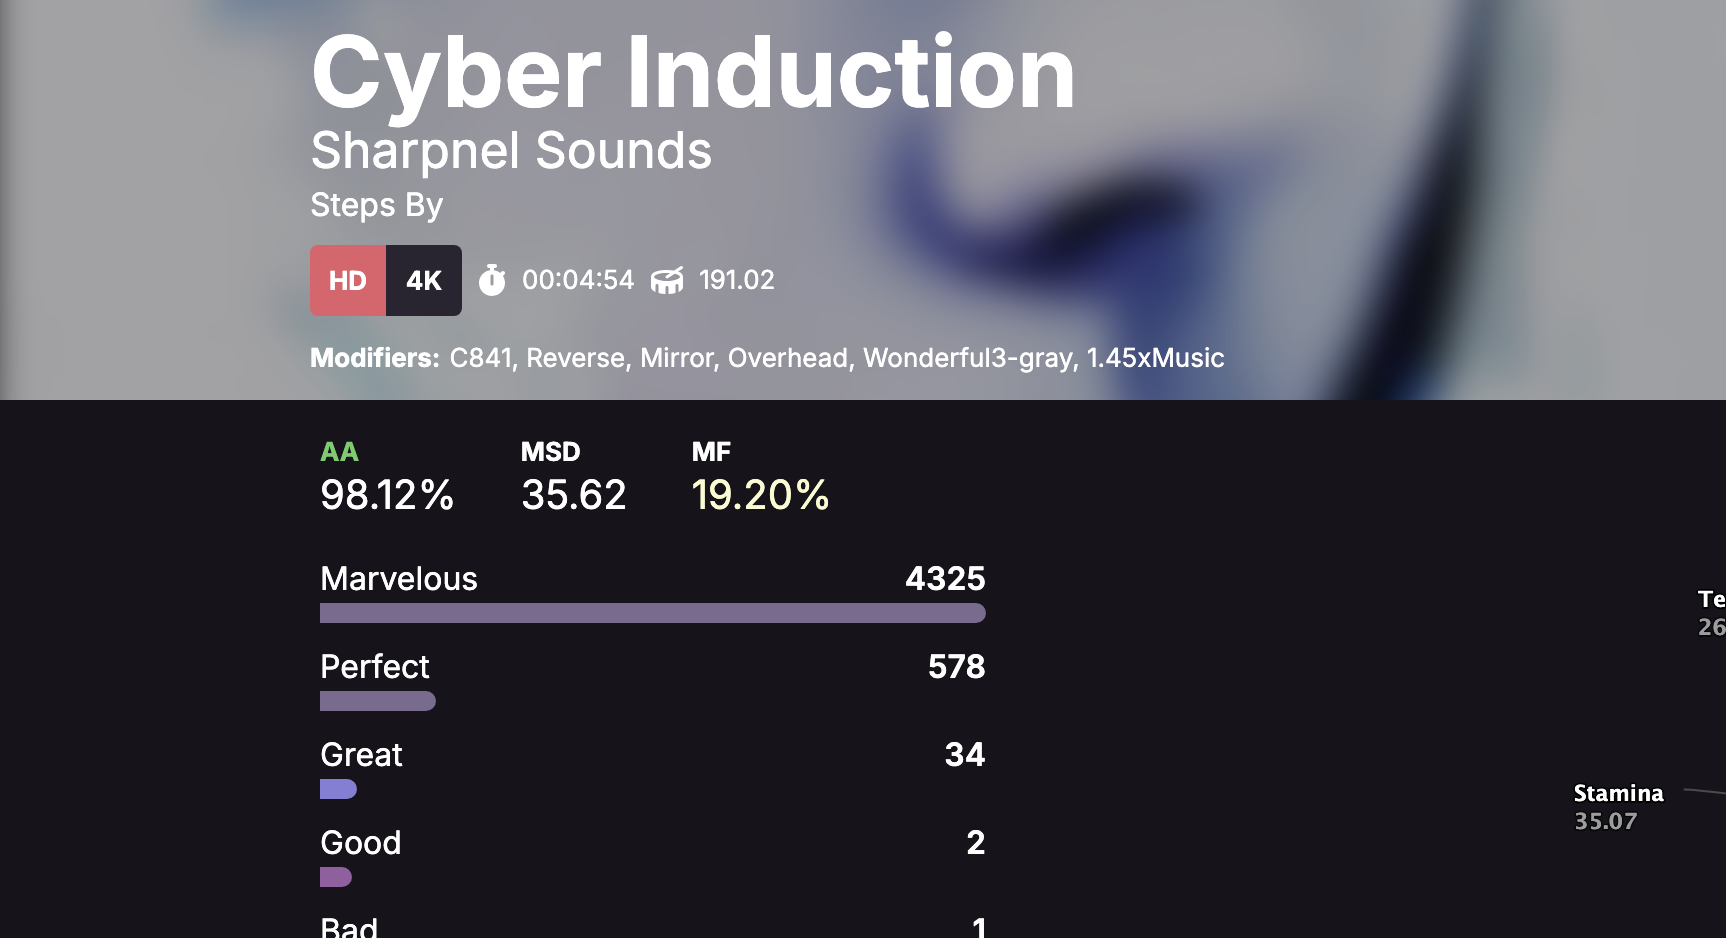 Cyber Induction
Sharpnel Sounds
Steps By
HD 4K 00:04:54 191.02
Modifiers: C841, Reverse, Mirror, Overhead, Wonderful3-gray, 1.45xMusic
AA MSD MF
98.12% 35.62 19.20%
Marvelous 4325
Perfect 578
Great 34
Good 2
Bad 1
Te
26
Stamina
35.07